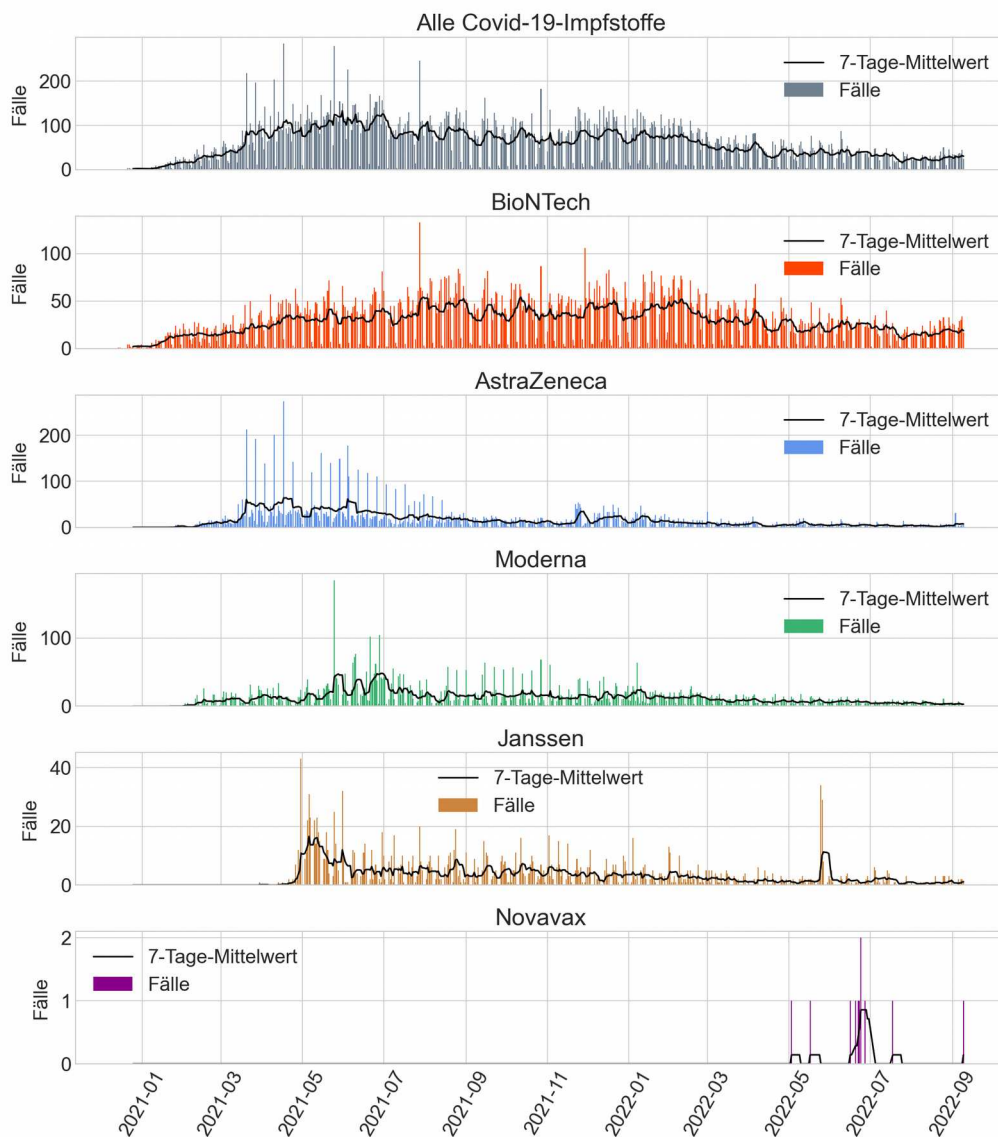 Alle Covid-19-Impfstoffe
Fälle
200
100
0
7-Tage-Mittelwert
Fälle
BioNTech
Fälle
100
50
0
7-Tage-Mittelwert
Fälle
AstraZeneca
Fälle
200
100
0
7-Tage-Mittelwert
Fälle
Moderna
Fälle
100
0
7-Tage-Mittelwert
Fälle
Janssen
Fälle
40
20
0
7-Tage-Mittelwert
Fälle
Novavax
Fälle
2
1
0
7-Tage-Mittelwert
Fälle
2021-01
2021-03
2021-05
2021-07
2021-09
2021-11
2022-01
2022-03
2022-05
2022-07
2022-09